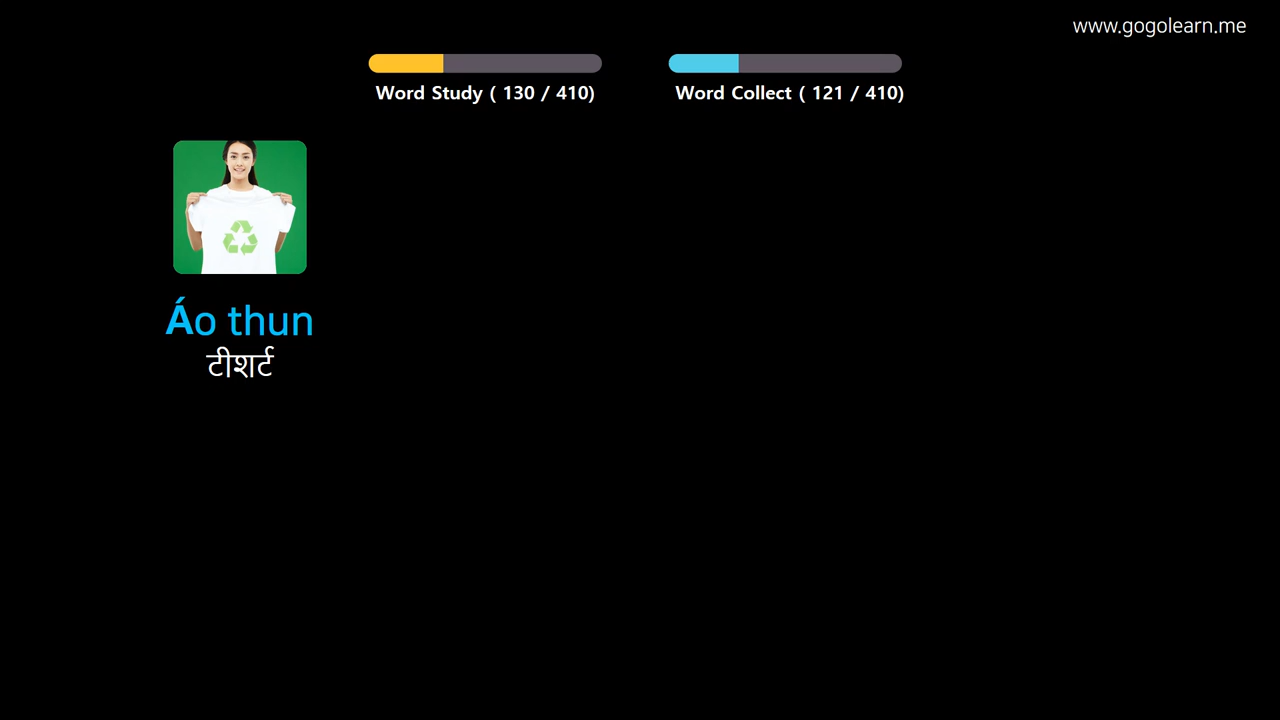 www.gogolearn.me
Word Study ( 130 / 410)
Word Collect ( 121 / 410)
Áo thun
टीशर्ट